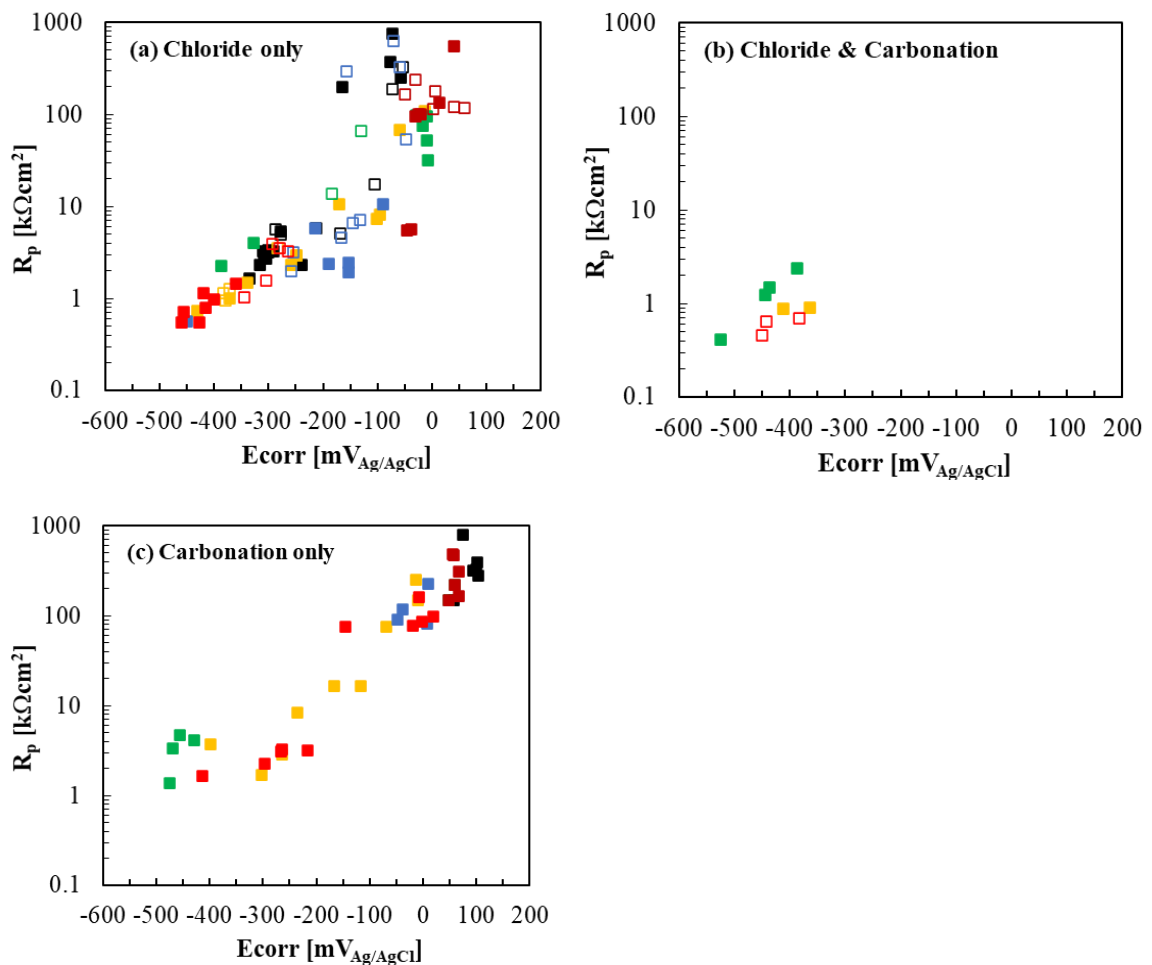 (a) Chloride only
1000
100
10
1
0.1
Rp [kΩcm²]
-600 -500 -400 -300 -200 -100 0 100 200
Ecorr [mVAg/AgCl]
(b) Chloride & Carbonation
1000
100
10
1
0.1
Rp [kΩcm²]
-600 -500 -400 -300 -200 -100 0 100 200
Ecorr [mVAg/AgCl]
(c) Carbonation only
1000
100
10
1
0.1
Rp [kΩcm²]
-600 -500 -400 -300 -200 -100 0 100 200
Ecorr [mVAg/AgCl]